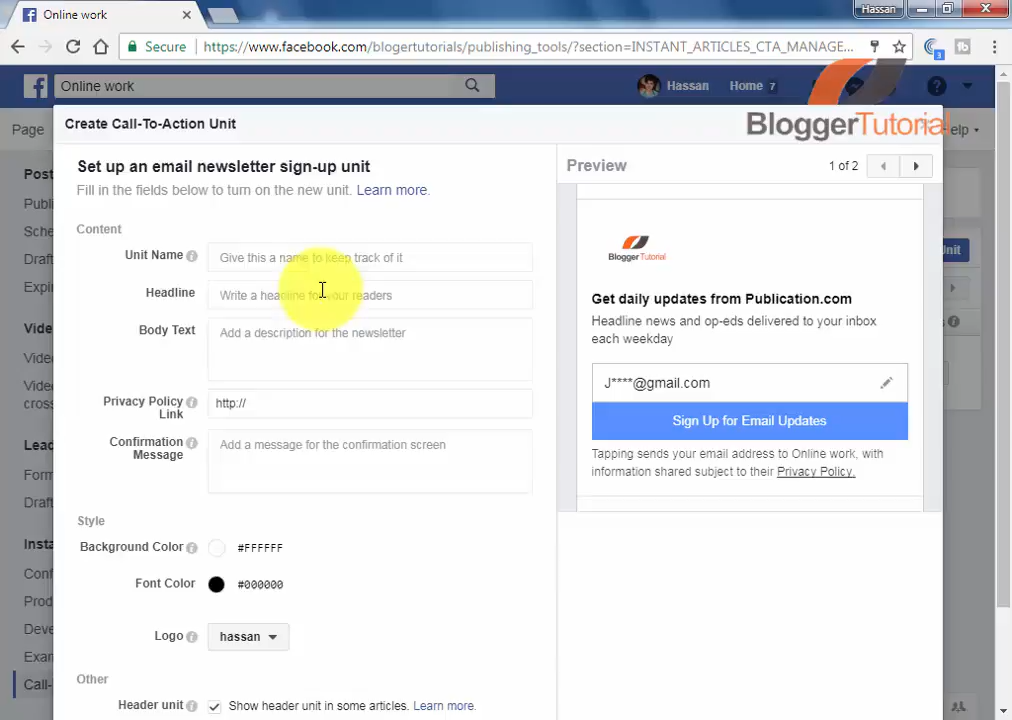 Online work
Hassan
Secure
https://www.facebook.com/blogertutorials/publishing_tools/?section=INSTANT_ARTICLES_CTA_MANAGE...
3
Online work
Hassan
Home 7
BloggerTutorial
Page
elp
Create Call-To-Action Unit
Set up an email newsletter sign-up unit
Fill in the fields below to turn on the new unit. Learn more.
Content
Unit Name
Give this a name to keep track of it
Headline
Write a headline for your readers
Body Text
Add a description for the newsletter
Privacy Policy
Link
http://
Confirmation
Message
Add a message for the confirmation screen
Style
Background Color
#FFFFFF
Font Color
#000000
Logo
hassan
Other
Header unit
Show header unit in some articles. Learn more.
Preview
1 of 2
Blogger Tutorial
Get daily updates from Publication.com
Headline news and op-eds delivered to your inbox
each weekday
J****@gmail.com
Sign Up for Email Updates
Tapping sends your email address to Online work, with
information shared subject to their Privacy Policy.
Post
Publi
Sche
Draft
Expir
Vide
Video
Video
cross
Lead
Form
Draft
Insta
Conf
Prod
Deve
Exar
Call-
nit
s